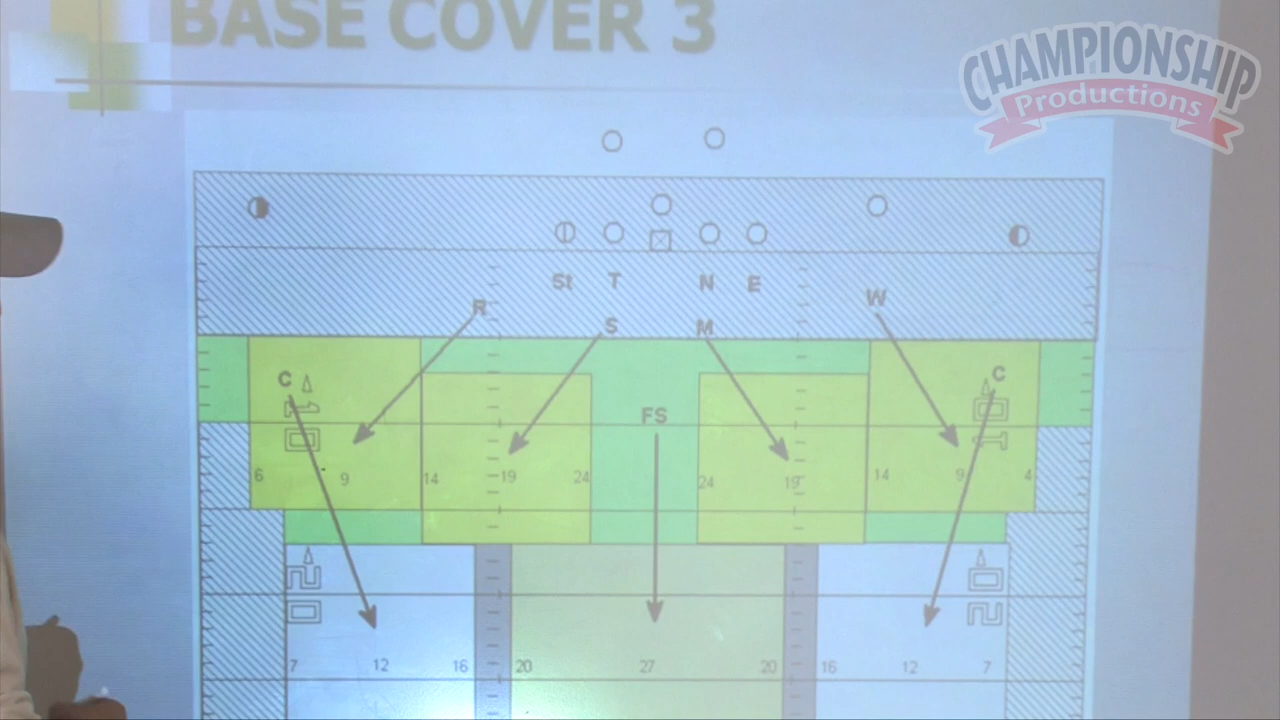 BASE COVER 3
CHAMPIONSHIP
Productions
St T N E
R W
S M
C C
FS
6 9 14 19 24 24 19 14 9 4
7 12 16 20 27 20 16 12 7